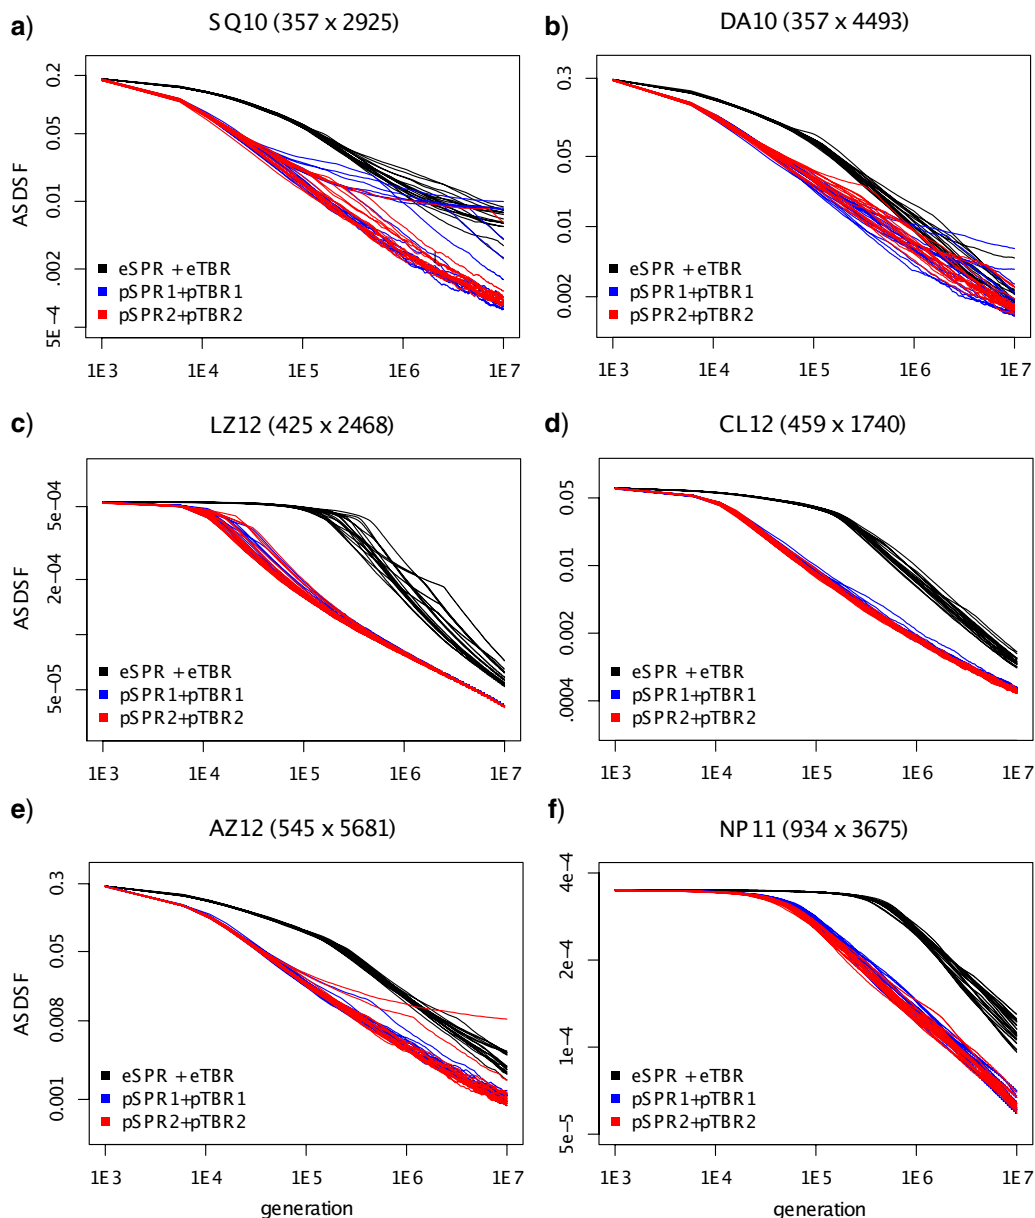 a)
SQ10 (357 x 2925)
0.2
0.05
0.01
.002
5E-4
ASDSF
eSPR + eTBR
pSPR1+pTBR1
pSPR2+pTBR2
1E3 1E4 1E5 1E6 1E7
b)
DA10 (357 x 4493)
0.3
0.05
0.01
0.002
eSPR + eTBR
pSPR1+pTBR1
pSPR2+pTBR2
1E3 1E4 1E5 1E6 1E7
c)
LZ12 (425 x 2468)
5e-04
2e-04
5e-05
ASDSF
eSPR + eTBR
pSPR1+pTBR1
pSPR2+pTBR2
1E3 1E4 1E5 1E6 1E7
d)
CL12 (459 x 1740)
0.05
0.01
0.002
.0004
eSPR + eTBR
pSPR1+pTBR1
pSPR2+pTBR2
1E3 1E4 1E5 1E6 1E7
e)
AZ12 (545 x 5681)
0.3
0.05
0.008
0.001
ASDSF
eSPR + eTBR
pSPR1+pTBR1
pSPR2+pTBR2
1E3 1E4 1E5 1E6 1E7
generation
f)
NP11 (934 x 3675)
4e-4
2e-4
1e-4
5e-5
eSPR + eTBR
pSPR1+pTBR1
pSPR2+pTBR2
1E3 1E4 1E5 1E6 1E7
generation